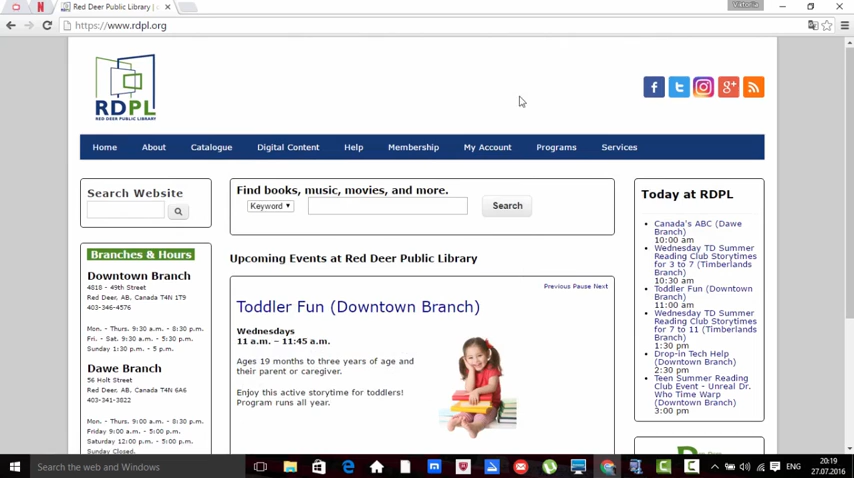 Red Deer Public Library | 
Viktoriia
https://www.rdpl.org
RDPL
RED DEER PUBLIC LIBRARY
Home About Catalogue Digital Content Help Membership My Account Programs Services
Search Website
Find books, music, movies, and more.
Keyword
Search
Branches & Hours
Downtown Branch
4818 - 49th Street
Red Deer, AB, Canada T4N 1T9
403-346-4576
Mon. - Thurs. 9:30 a.m. - 8:30 p.m.
Fri. - Sat. 9:30 a.m. - 5:30 p.m.
Sunday 1:30 p.m. - 5 p.m.
Dawe Branch
56 Holt Street
Red Deer, AB, Canada T4N 6A6
403-341-3822
Mon. - Thurs. 9:00 a.m. - 8:00 p.m.
Friday 9:00 a.m. - 5:00 p.m.
Saturday 12:00 p.m. - 5:00 p.m.
Sunday Closed.
Upcoming Events at Red Deer Public Library
Previous Pause Next
Toddler Fun (Downtown Branch)
Wednesdays
11 a.m. – 11:45 a.m.
Ages 19 months to three years of age and
their parent or caregiver.
Enjoy this active storytime for toddlers!
Program runs all year.
Today at RDPL
Canada's ABC (Dawe
Branch)
10:00 am
Wednesday TD Summer
Reading Club Storytimes
for 3 to 7 (Timberlands
Branch)
10:30 am
Toddler Fun (Downtown
Branch)
11:00 am
Wednesday TD Summer
Reading Club Storytimes
for 7 to 11 (Timberlands
Branch)
1:30 pm
Drop-in Tech Help
(Downtown Branch)
2:30 pm
Teen Summer Reading
Club Event - Unreal Dr.
Who Time Warp
(Downtown Branch)
3:00 pm
Search the web and Windows
ENG
20:19
27.07.2016